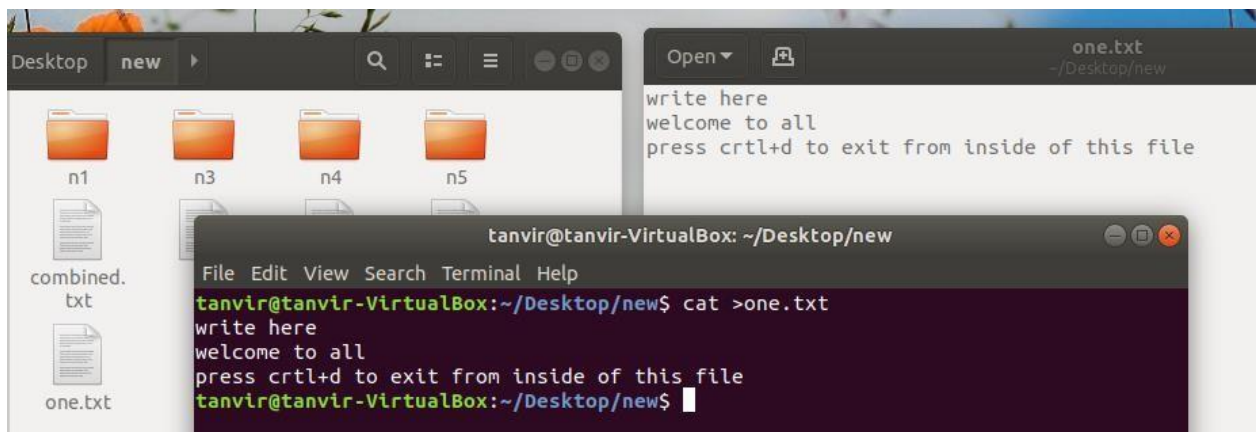 Desktop new
n1 n3 n4 n5
combined.
txt
one.txt
Open
one.txt
~/Desktop/new
write here
welcome to all
press crtl+d to exit from inside of this file
tanvir@tanvir-VirtualBox: ~/Desktop/new
File Edit View Search Terminal Help
tanvir@tanvir-VirtualBox:~/Desktop/new$ cat >one.txt
write here
welcome to all
press crtl+d to exit from inside of this file
tanvir@tanvir-VirtualBox:~/Desktop/new$